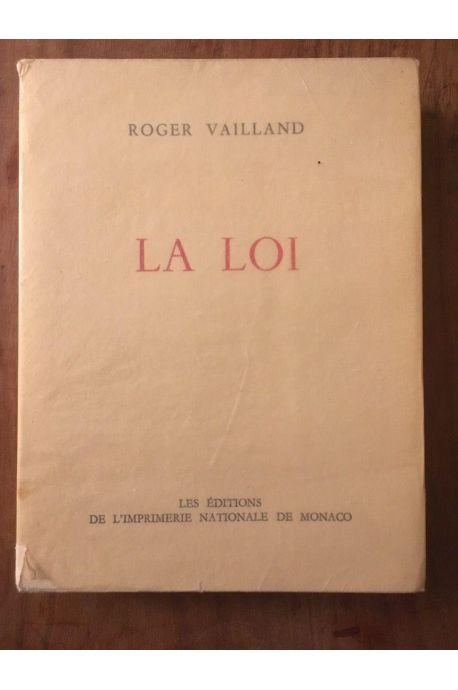 ROGER VAILLAND
LA LOI
LES ÉDITIONS
DE L'IMPRIMERIE NATIONALE DE MONACO